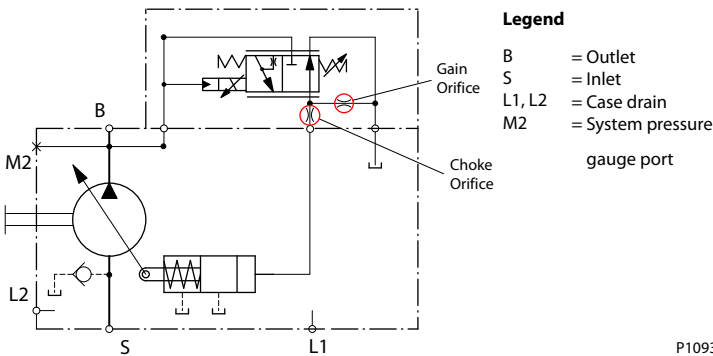 Legend
B = Outlet
S = Inlet
L1, L2 = Case drain
M2 = System pressure
gauge port
Gain
Orifice
B
M2
Choke
Orifice
L2
S
L1
P1093